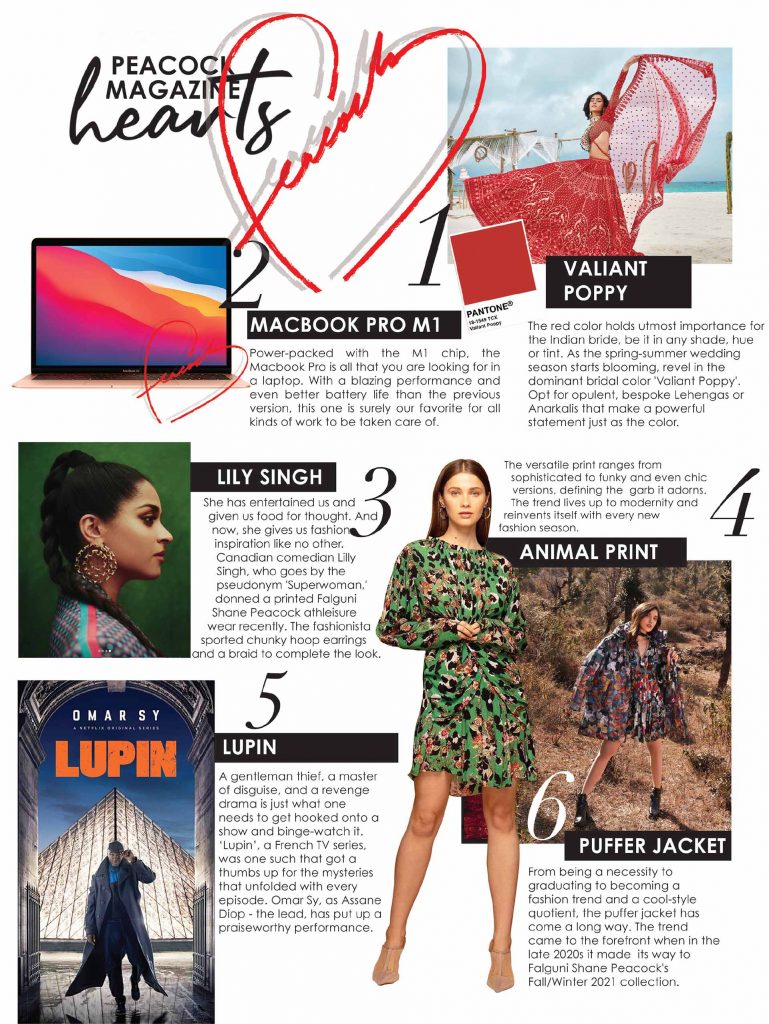 PEACOCK
MAGAZINE
hearts
Peacock
1
PANTONE®
18-1549 TCX
Valiant Poppy
VALIANT
POPPY
The red color holds utmost importance for
the Indian bride, be it in any shade, hue
or tint. As the spring-summer wedding
season starts blooming, revel in the
dominant bridal color 'Valiant Poppy'.
Opt for opulent, bespoke Lehengas or
Anarkalis that make a powerful
statement just as the color.
2
MACBOOK PRO M1
Power-packed with the M1 chip, the
Macbook Pro is all that you are looking for in
a laptop. With a blazing performance and
even better battery life than the previous
version, this one is surely our favorite for all
kinds of work to be taken care of.
MacBook Air
Peacock
3
LILY SINGH
She has entertained us and
given us food for thought. And
now, she gives us fashion
inspiration like no other.
Canadian comedian Lilly
Singh, who goes by the
pseudonym 'Superwoman,'
donned a printed Falguni
Shane Peacock athleisure
wear recently. The fashionista
sported chunky hoop earrings
and a braid to complete the look.
4
The versatile print ranges from
sophisticated to funky and even chic
versions, defining the garb it adorns.
The trend lives up to modernity and
reinvents itself with every new
fashion season.
ANIMAL PRINT
5
LUPIN
A gentleman thief, a master
of disguise, and a revenge
drama is just what one
needs to get hooked onto a
show and binge-watch it.
'Lupin', a French TV series,
was one such that got a
thumbs up for the mysteries
that unfolded with every
episode. Omar Sy, as Assane
Diop - the lead, has put up a
praiseworthy performance.
OMAR SY
A NETFLIX ORIGINAL SERIES
LUPIN
6
PUFFER JACKET
From being a necessity to
graduating to becoming a
fashion trend and a cool-style
quotient, the puffer jacket has
come a long way. The trend
came to the forefront when in the
late 2020s it made its way to
Falguni Shane Peacock's
Fall/Winter 2021 collection.